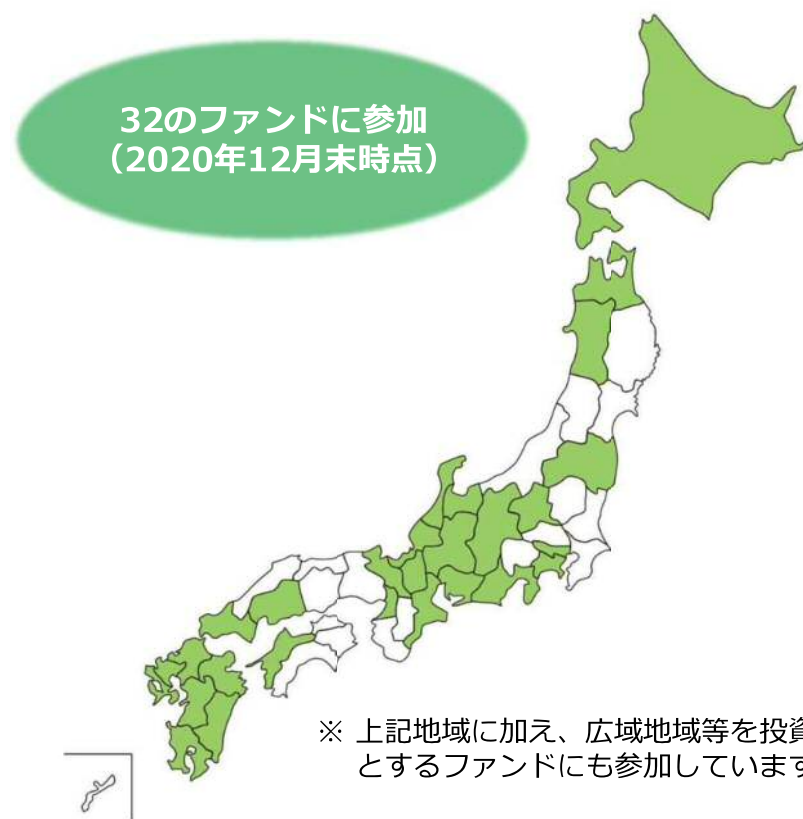 32のファンドに参加
（2020年12月末時点）
※ 上記地域に加え、広域地域等を投資
とするファンドにも参加しています